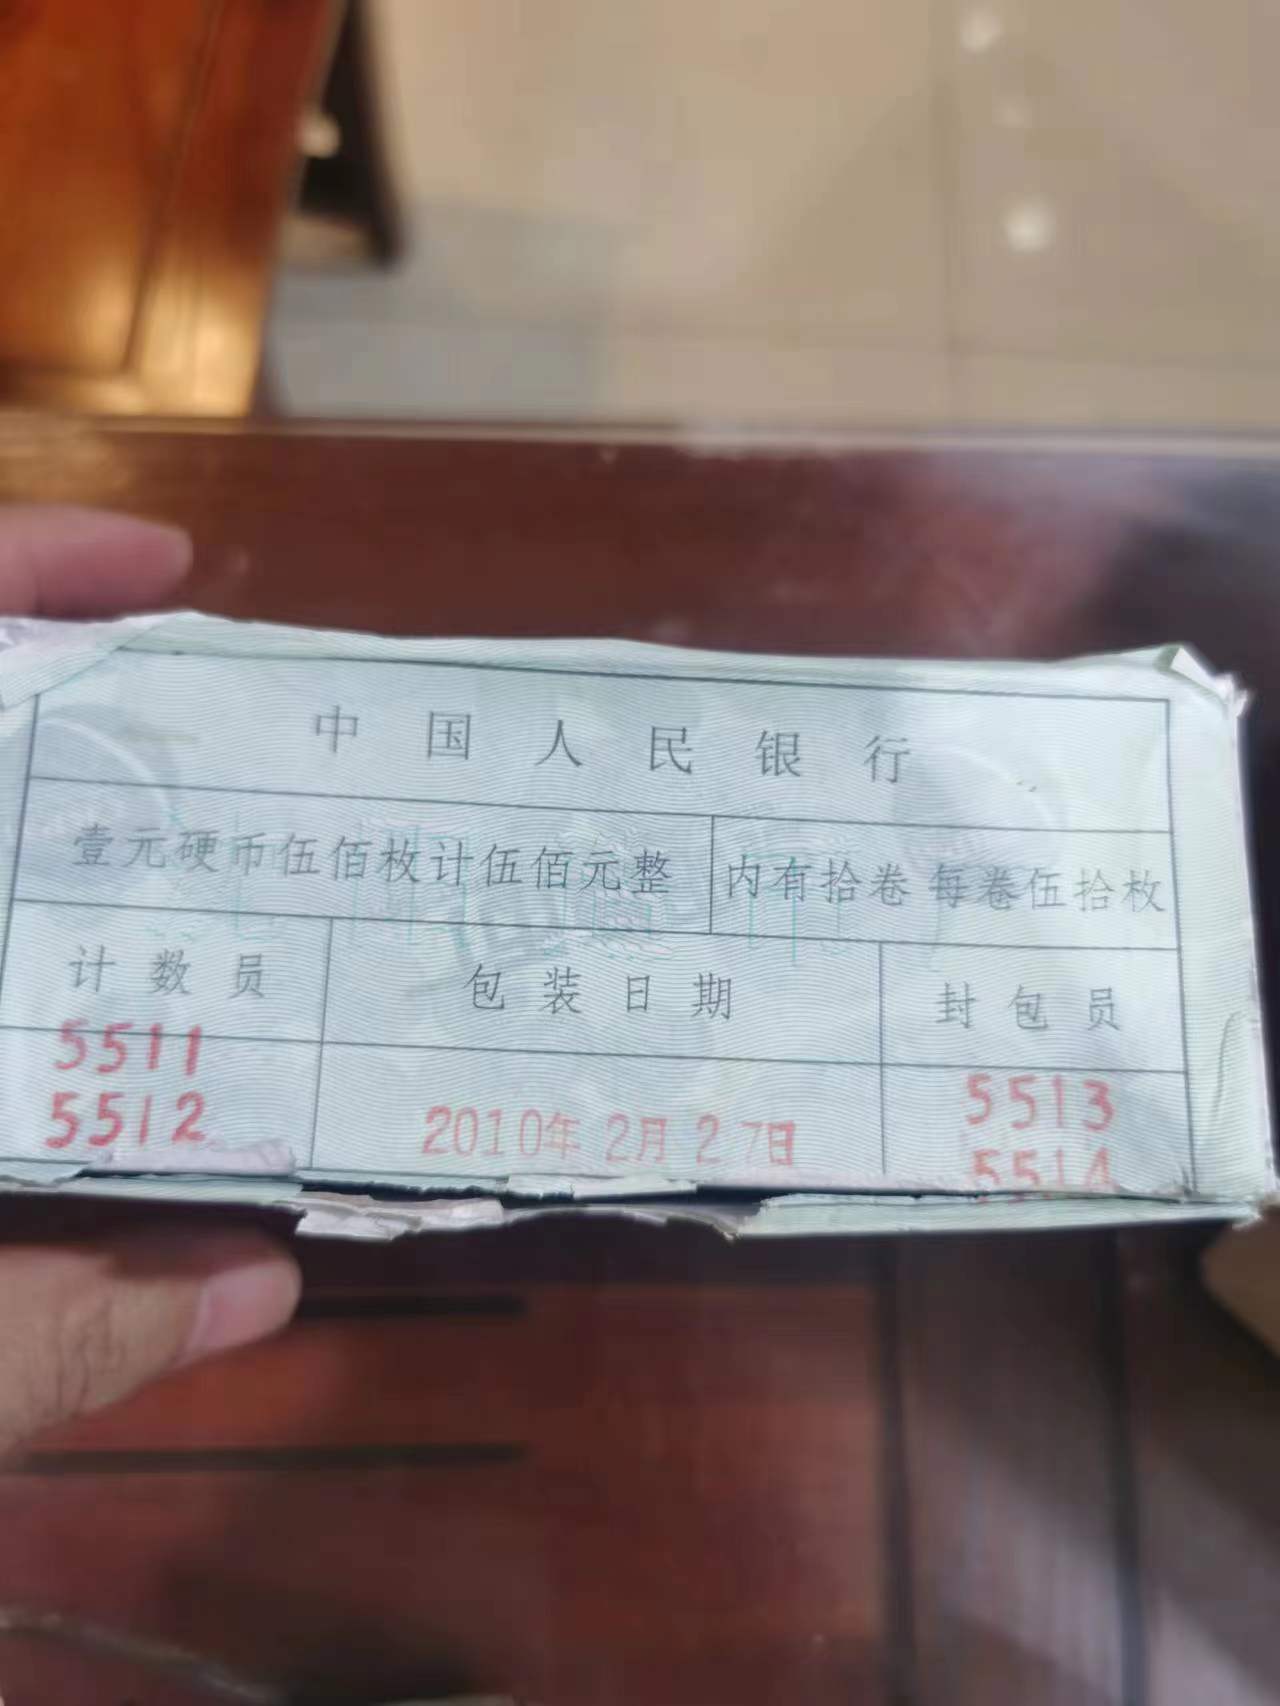 中国人民银行
壹元硬币伍佰枚计伍佰元整 内有拾卷 每卷伍拾枚
计数员 包装日期 封包员
5511
5512 2010年2月27日 5513
5514